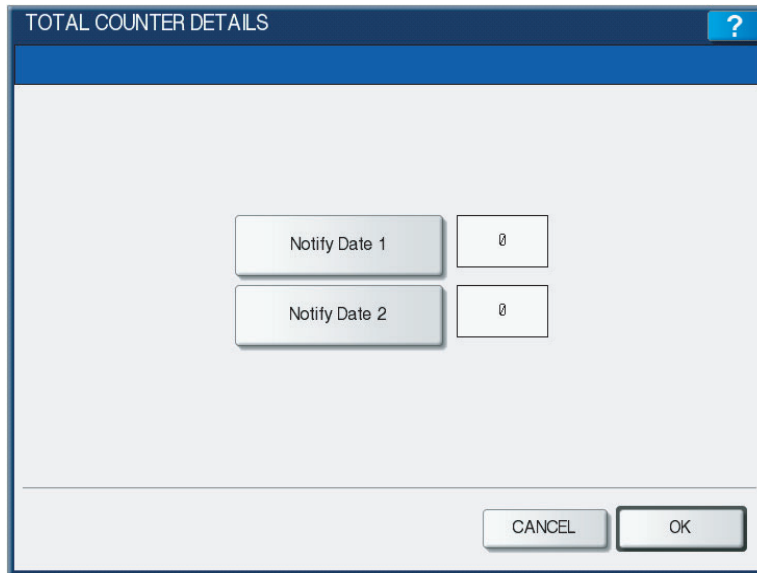 TOTAL COUNTER DETAILS
?
Notify Date 1
0
Notify Date 2
0
CANCEL
OK